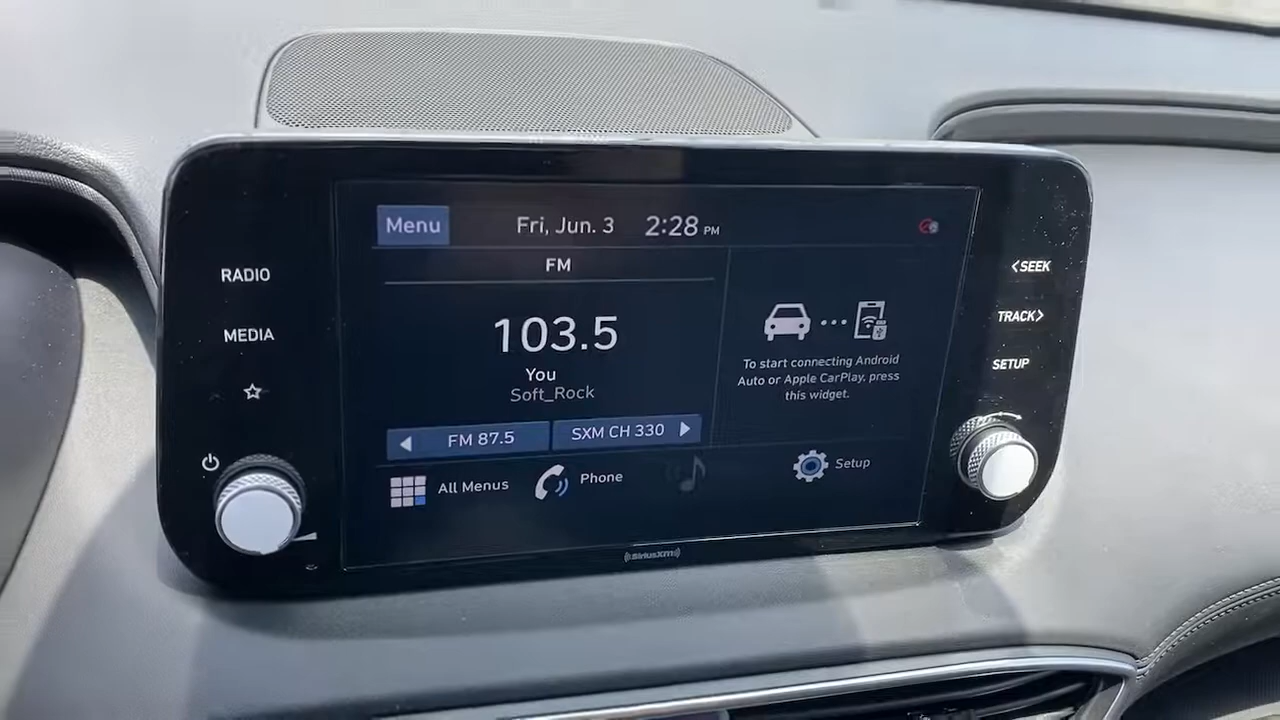 Menu
Fri, Jun. 3
2:28 PM
FM
103.5
You
Soft_Rock
FM 87.5
SXM CH 330
All Menus
Phone
Setup
To start connecting Android
Auto or Apple CarPlay, press
this widget.
RADIO
MEDIA
SEEK
TRACK
SETUP
SiriusXM